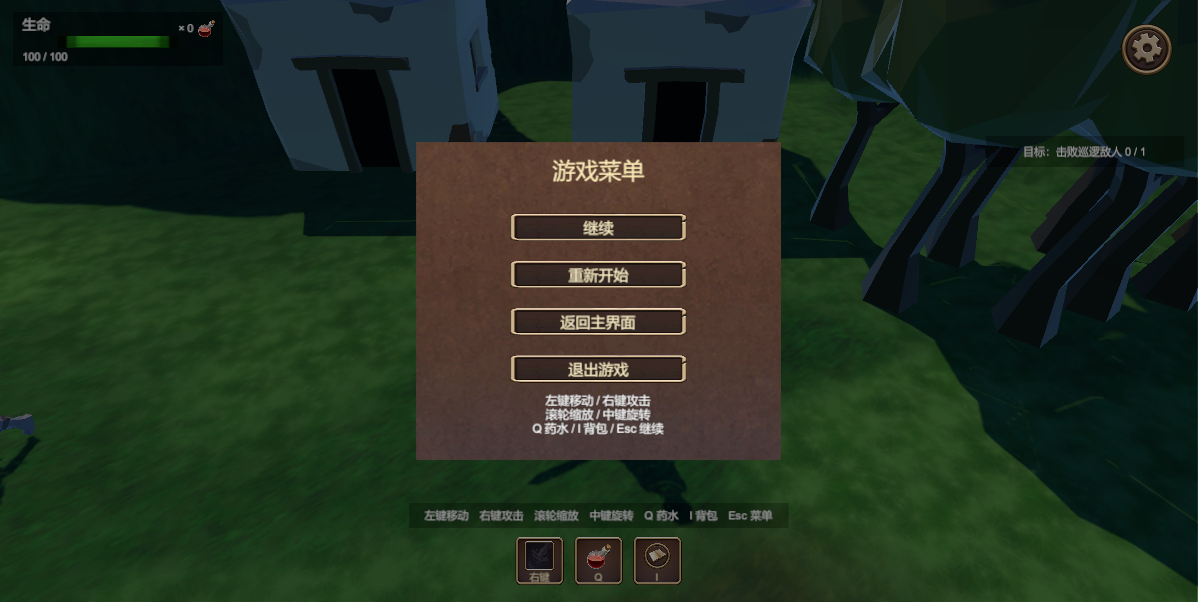 生命
× 0
100 / 100
目标: 击败巡逻敌人 0 / 1
游戏菜单
继续
重新开始
返回主界面
退出游戏
左键移动 / 右键攻击
滚轮缩放 / 中键旋转
Q 药水 / I 背包 / Esc 继续
左键移动 右键攻击 滚轮缩放 中键旋转 Q 药水 I 背包 Esc 菜单
右键
Q
I